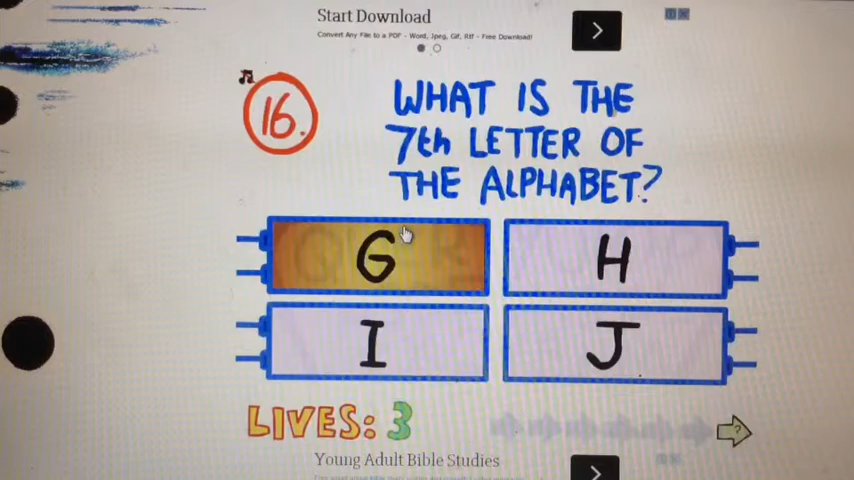 Start Download
Convert Any File to a PDF - Word, Jpeg, Gif, Rtf - Free Download!
16.
WHAT IS THE
7th LETTER OF
THE ALPHABET?
G
H
I
J
LIVES: 3
?
Young Adult Bible Studies